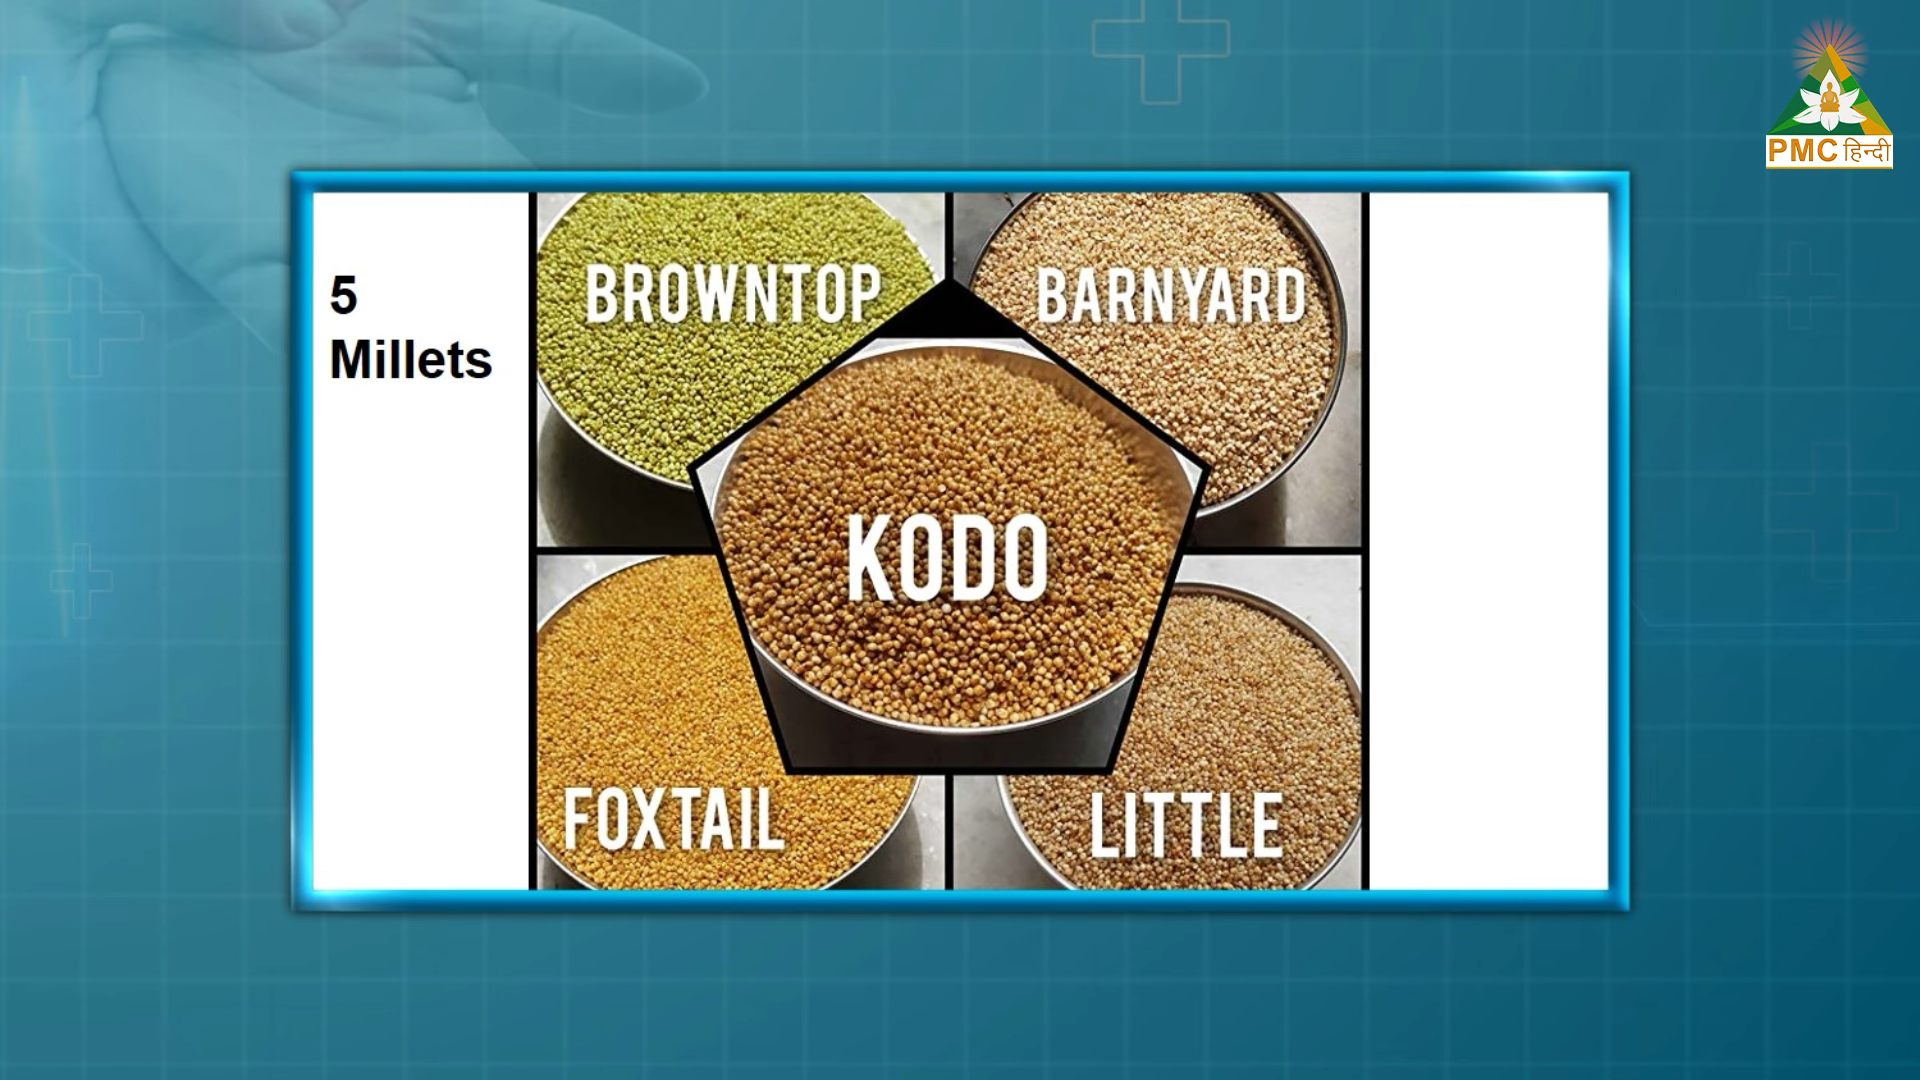 5
Millets
BROWNTOP
BARNYARD
KODO
FOXTAIL
LITTLE
PMC हिन्दी